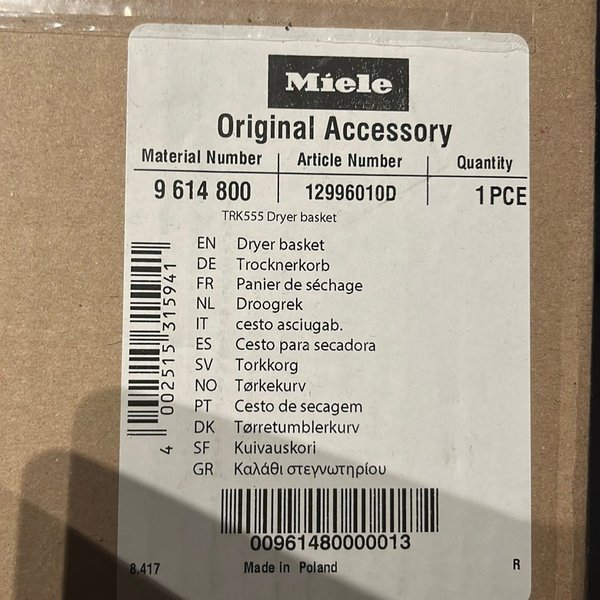 Miele
Original Accessory
Material Number Article Number Quantity
9 614 800 12996010D 1 PCE
TRK555 Dryer basket
EN Dryer basket
DE Trocknerkorb
FR Panier de séchage
NL Droogrek
IT cesto asciugab.
ES Cesto para secadora
SV Torkkorg
NO Tørkekurv
PT Cesto de secagem
DK Tørretumblerkurv
SF Kuivauskori
GR Καλάθι στεγνωτηρίου
4 002515 315941
00961480000013
8.417 Made in Poland R